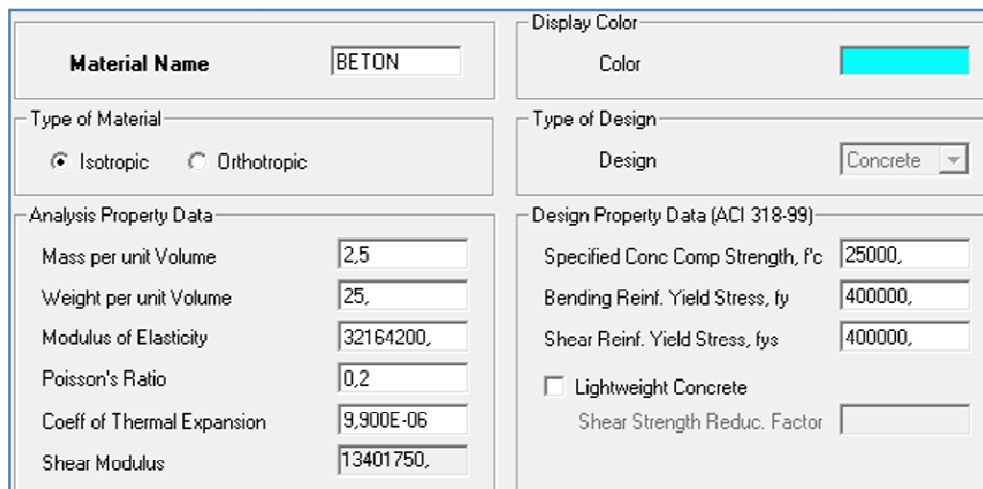 Material Name BETON
Type of Material
Isotropic Orthotropic
Analysis Property Data
Mass per unit Volume 2,5
Weight per unit Volume 25,
Modulus of Elasticity 32164200,
Poisson's Ratio 0,2
Coeff of Thermal Expansion 9,900E-06
Shear Modulus 13401750,
Display Color
Color
Type of Design
Design Concrete
Design Property Data (ACI 318-99)
Specified Conc Comp Strength, f'c 25000,
Bending Reinf. Yield Stress, fy 400000,
Shear Reinf. Yield Stress, fys 400000,
Lightweight Concrete
Shear Strength Reduc. Factor